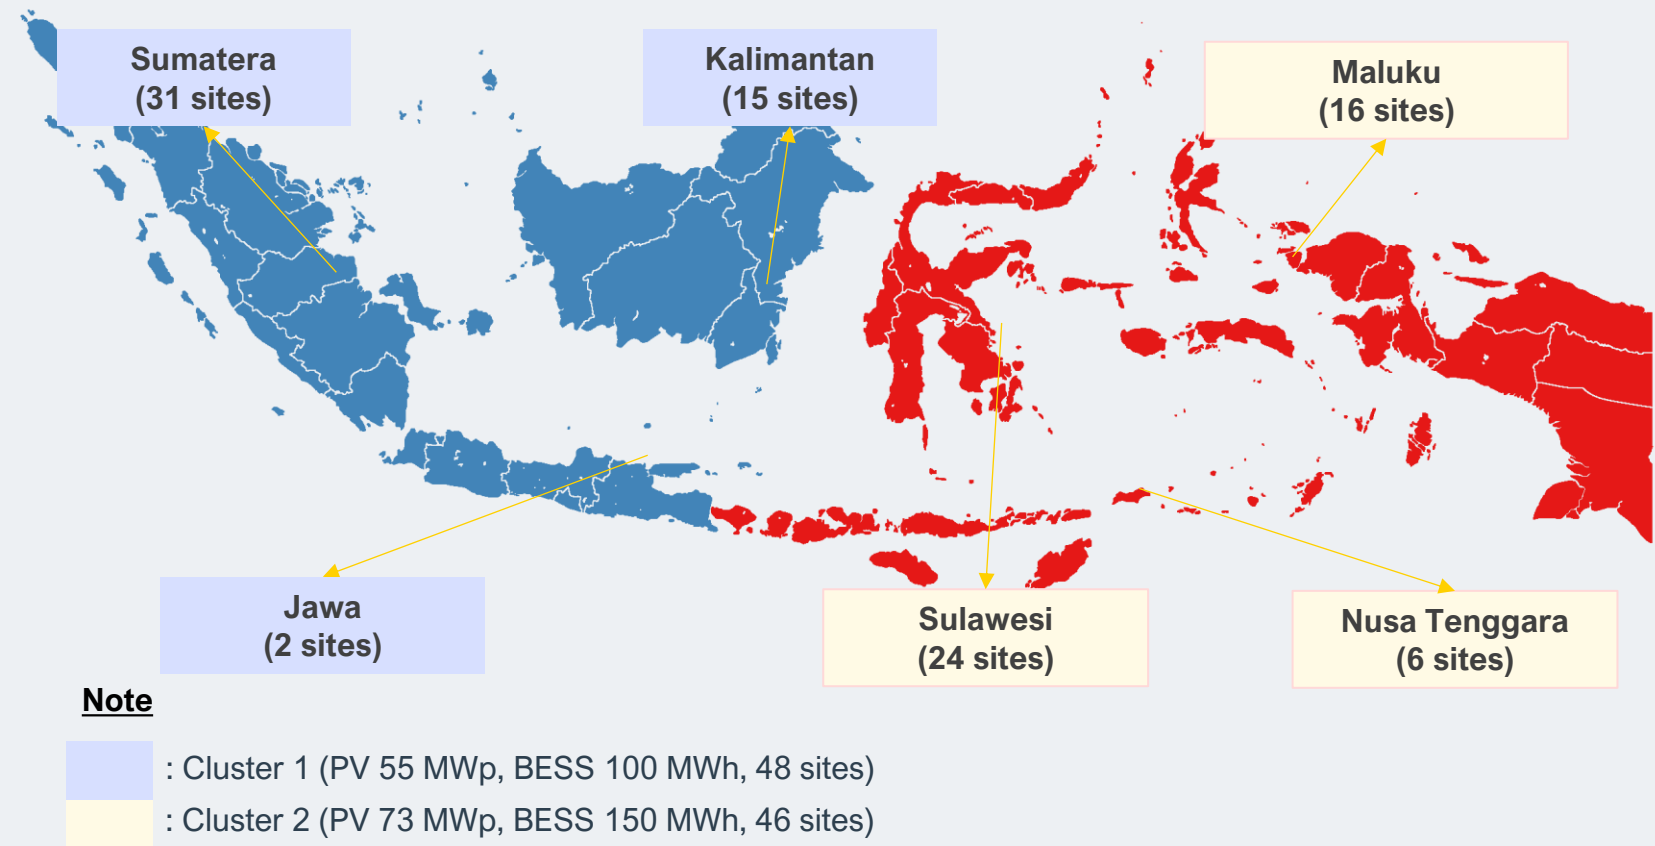 Sumatera
(31 sites)
Kalimantan
(15 sites)
Maluku
(16 sites)
Jawa
(2 sites)
Sulawesi
(24 sites)
Nusa Tenggara
(6 sites)
Note
: Cluster 1 (PV 55 MWp, BESS 100 MWh, 48 sites)
: Cluster 2 (PV 73 MWp, BESS 150 MWh, 46 sites)